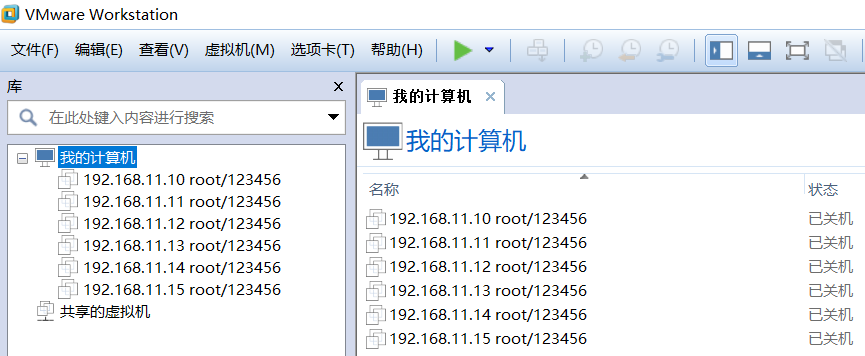 VMware Workstation
文件(F) 编辑(E) 查看(V) 虚拟机(M) 选项卡(T) 帮助(H)
库
在此处键入内容进行搜索
我的计算机
192.168.11.10 root/123456
192.168.11.11 root/123456
192.168.11.12 root/123456
192.168.11.13 root/123456
192.168.11.14 root/123456
192.168.11.15 root/123456
共享的虚拟机
我的计算机
我的计算机
名称 状态
192.168.11.10 root/123456 已关机
192.168.11.11 root/123456 已关机
192.168.11.12 root/123456 已关机
192.168.11.13 root/123456 已关机
192.168.11.14 root/123456 已关机
192.168.11.15 root/123456 已关机